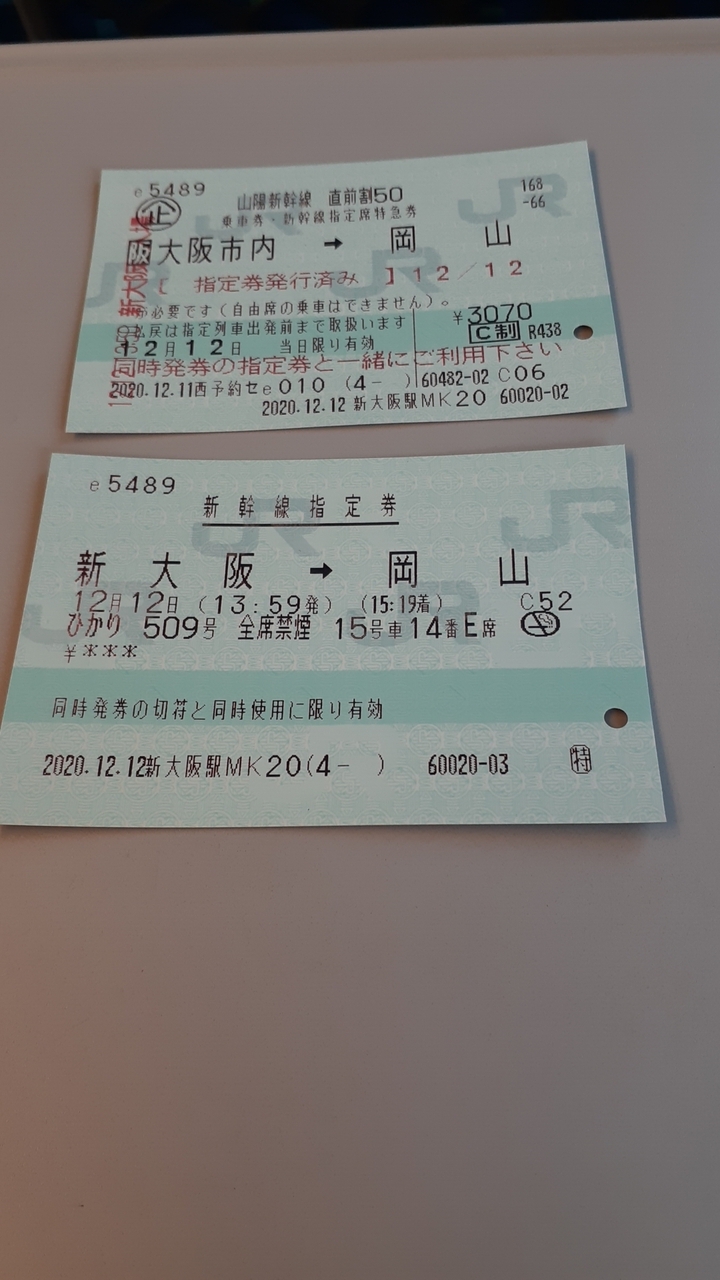 e5489
168
-66
山陽新幹線 直前割50
乗車券・新幹線指定席特急券
阪大阪市内 → 岡 山
[ 指定券発行済み ] 12/12
が必要です(自由席の乗車はできません)。
払戻は指定列車出発前まで取扱います
¥3070
C制 R438
12月12日 当日限り有効
同時発券の指定券と一緒にご利用下さい
2020.12.11西予約セe010 (4- ) 60482-02 C06
2020.12.12 新大阪駅MK20 60020-02
JR
e5489
新幹線指定券
新大阪 → 岡 山
12月12日 (13:59発) (15:19着) C52
ひかり 509号 全席禁煙 15号車14番E席
¥***
同時発券の切符と同時使用に限り有効
2020.12.12新大阪駅MK20(4- ) 60020-03 特
JR